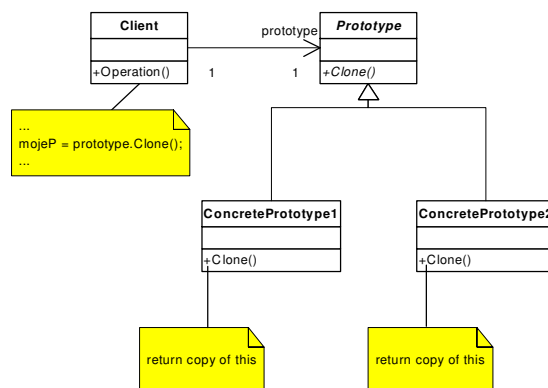 Client
prototype
Prototype
+Operation()
1
1
+Clone()
...
mojeP = prototype.Clone();
...
ConcretePrototype1
ConcretePrototype2
+Clone()
+Clone()
return copy of this
return copy of this